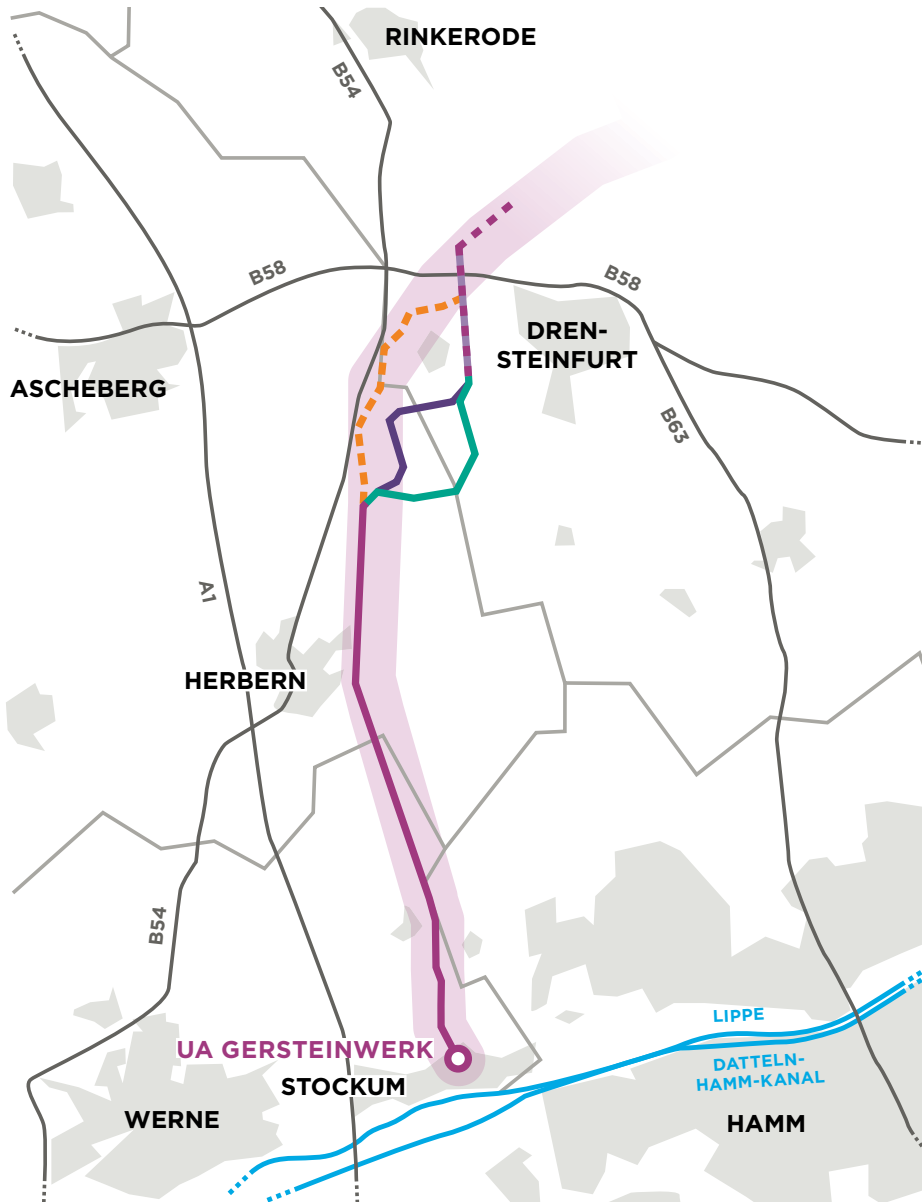 RINKERODE
B54
B58
B58
DREN-
STEINFURT
ASCHEBERG
B63
A1
HERBERN
B54
LIPPE
UA GERSTEINWERK
DATTELN-
HAMM-KANAL
STOCKUM
WERNE
HAMM